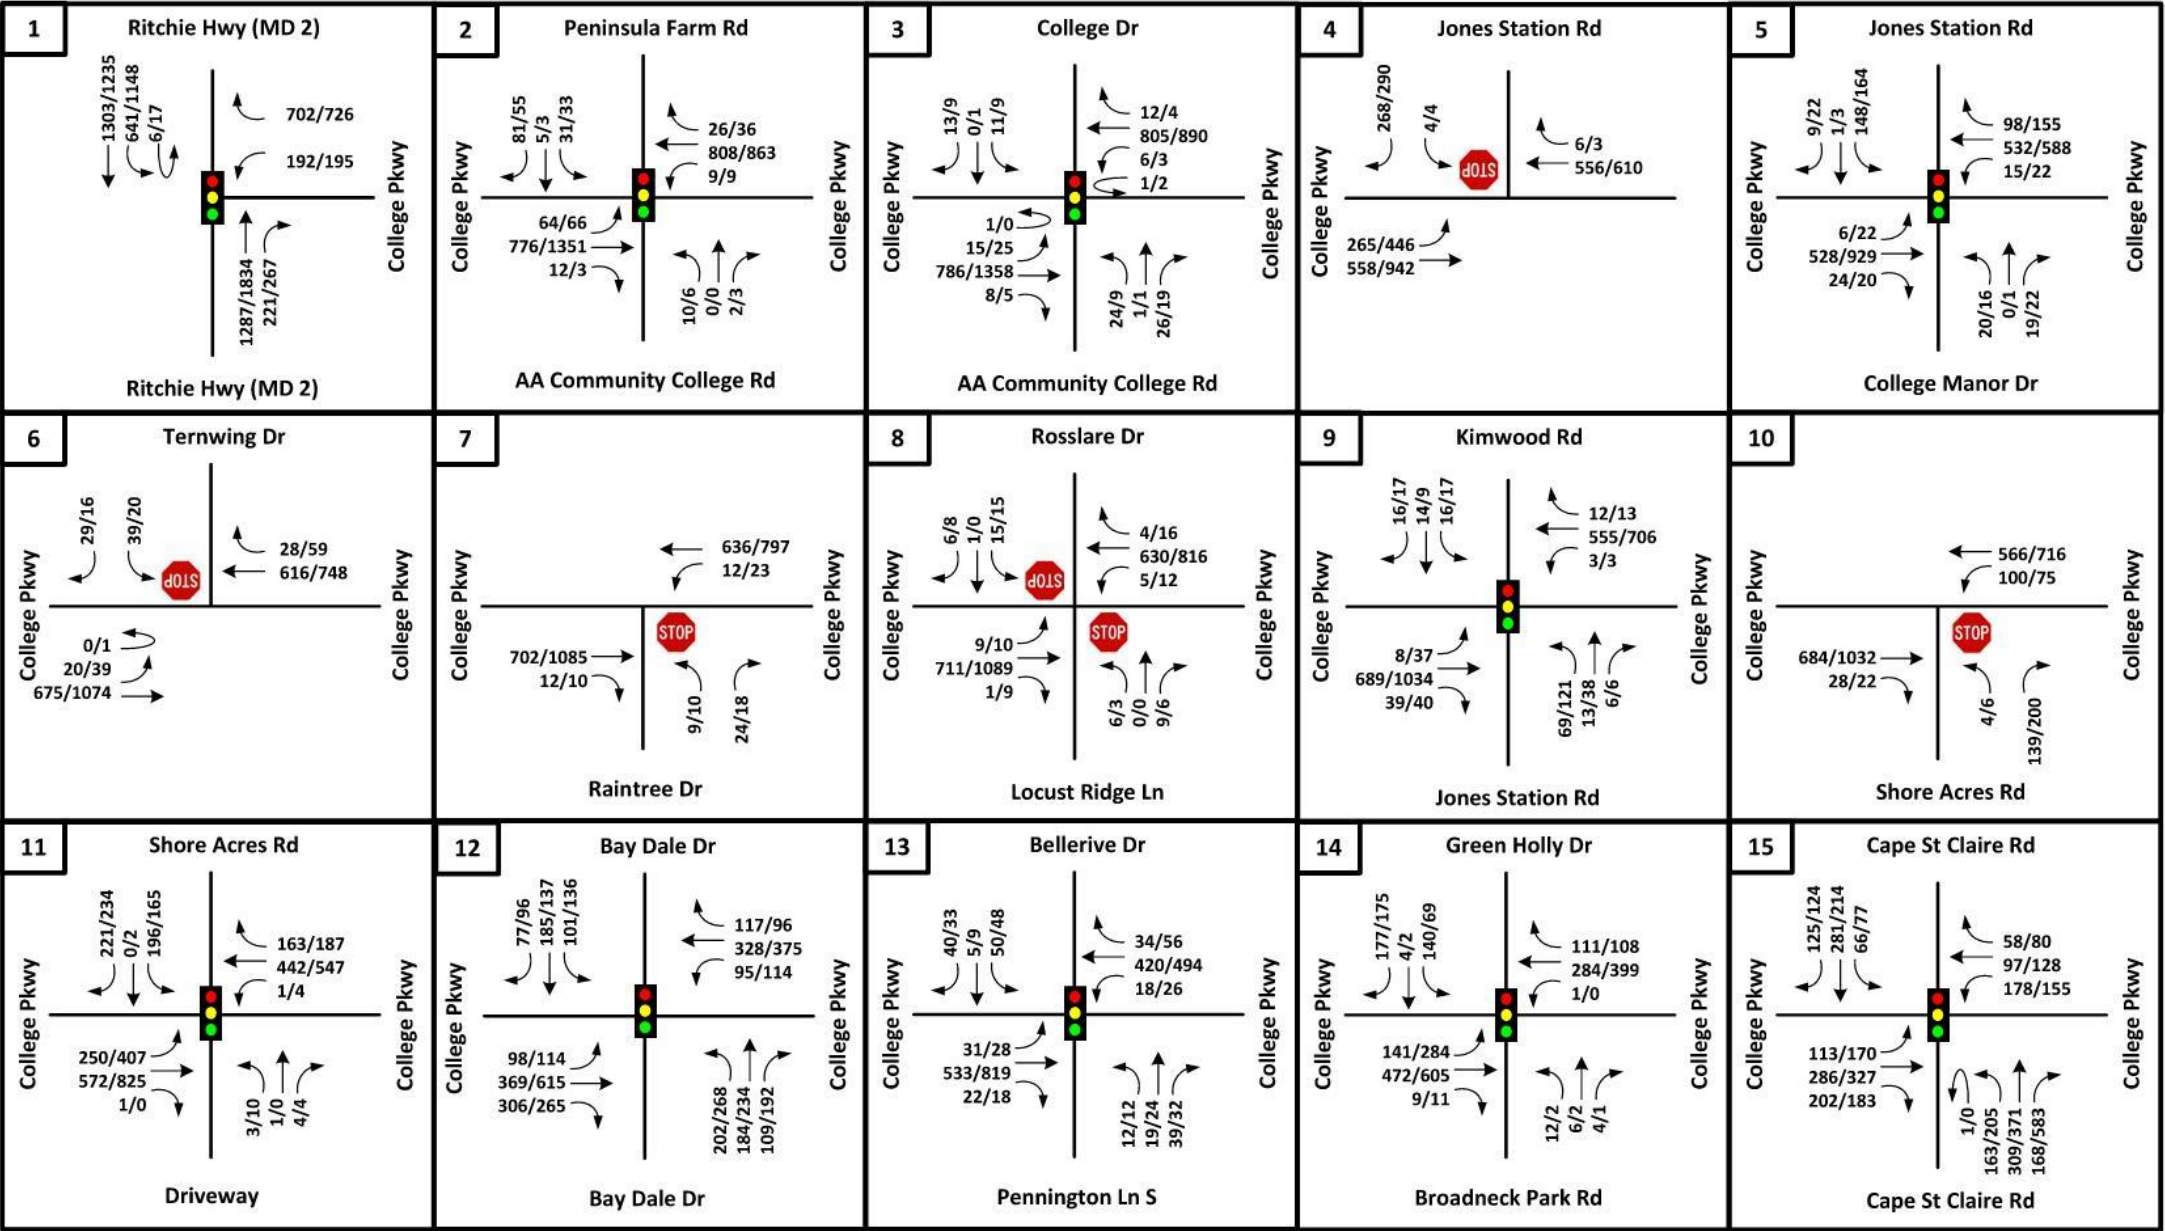 1
Ritchie Hwy (MD 2)
1303/1235
641/1148
6/17
702/726
192/195
College Pkwy
1287/1834
221/267
Ritchie Hwy (MD 2)
2
Peninsula Farm Rd
College Pkwy
81/55
5/3
31/33
26/36
808/863
9/9
College Pkwy
64/66
776/1351
12/3
10/6
0/0
2/3
AA Community College Rd
3
College Dr
College Pkwy
13/9
0/1
11/9
12/4
805/890
6/3
1/2
College Pkwy
1/0
15/25
786/1358
8/5
24/9
1/1
26/19
AA Community College Rd
4
Jones Station Rd
College Pkwy
268/290
4/4
STOP
6/3
556/610
265/446
558/942
5
Jones Station Rd
College Pkwy
9/22
1/3
148/164
98/155
532/588
15/22
College Pkwy
6/22
528/929
24/20
20/16
0/1
19/22
College Manor Dr
6
Ternwing Dr
College Pkwy
29/16
39/20
STOP
28/59
616/748
College Pkwy
0/1
20/39
675/1074
7
636/797
12/23
College Pkwy
STOP
702/1085
12/10
9/10
24/18
Raintree Dr
8
Rosslare Dr
College Pkwy
6/8
1/0
15/15
STOP
4/16
630/816
5/12
College Pkwy
9/10
711/1089
1/9
STOP
6/3
0/0
9/6
Locust Ridge Ln
9
Kimwood Rd
College Pkwy
16/17
14/9
16/17
12/13
555/706
3/3
College Pkwy
8/37
689/1034
39/40
69/121
13/38
6/6
Jones Station Rd
10
College Pkwy
566/716
100/75
College Pkwy
STOP
684/1032
28/22
4/6
139/200
Shore Acres Rd
11
Shore Acres Rd
College Pkwy
221/234
0/2
196/165
163/187
442/547
1/4
College Pkwy
250/407
572/825
1/0
3/10
1/0
4/4
Driveway
12
Bay Dale Dr
College Pkwy
77/96
185/137
101/136
117/96
328/375
95/114
College Pkwy
98/114
369/615
306/265
202/268
184/234
109/192
Bay Dale Dr
13
Bellerive Dr
College Pkwy
40/33
5/9
50/48
34/56
420/494
18/26
College Pkwy
31/28
533/819
22/18
12/12
19/24
39/32
Pennington Ln S
14
Green Holly Dr
College Pkwy
177/175
4/2
140/69
111/108
284/399
1/0
College Pkwy
141/284
472/605
9/11
12/2
6/2
4/1
Broadneck Park Rd
15
Cape St Claire Rd
College Pkwy
125/124
281/214
66/77
58/80
97/128
178/155
College Pkwy
113/170
286/327
202/183
1/0
163/205
309/371
168/583
Cape St Claire Rd